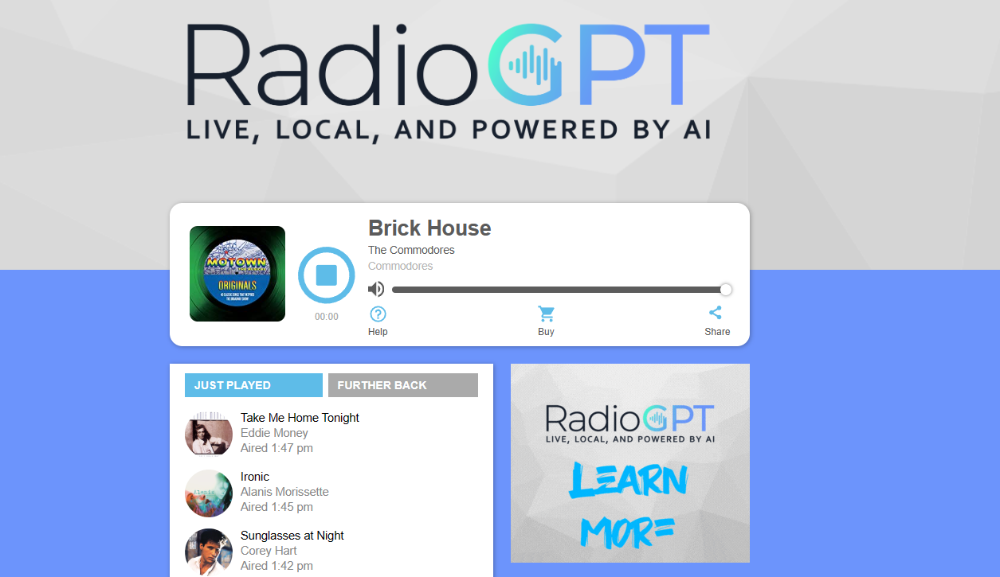 RadioGPT
LIVE, LOCAL, AND POWERED BY AI
MOTOWN
THE MUSICAL
ORIGINALS
40 CLASSIC SONGS THAT INSPIRED
THE BROADWAY SHOW!
Brick House
The Commodores
Commodores
00:00
Help
Buy
Share
JUST PLAYED
FURTHER BACK
Take Me Home Tonight
Eddie Money
Aired 1:47 pm
Ironic
Alanis Morissette
Aired 1:45 pm
Sunglasses at Night
Corey Hart
Aired 1:42 pm
RadioGPT
LIVE, LOCAL, AND POWERED BY AI
LEARN
MORE